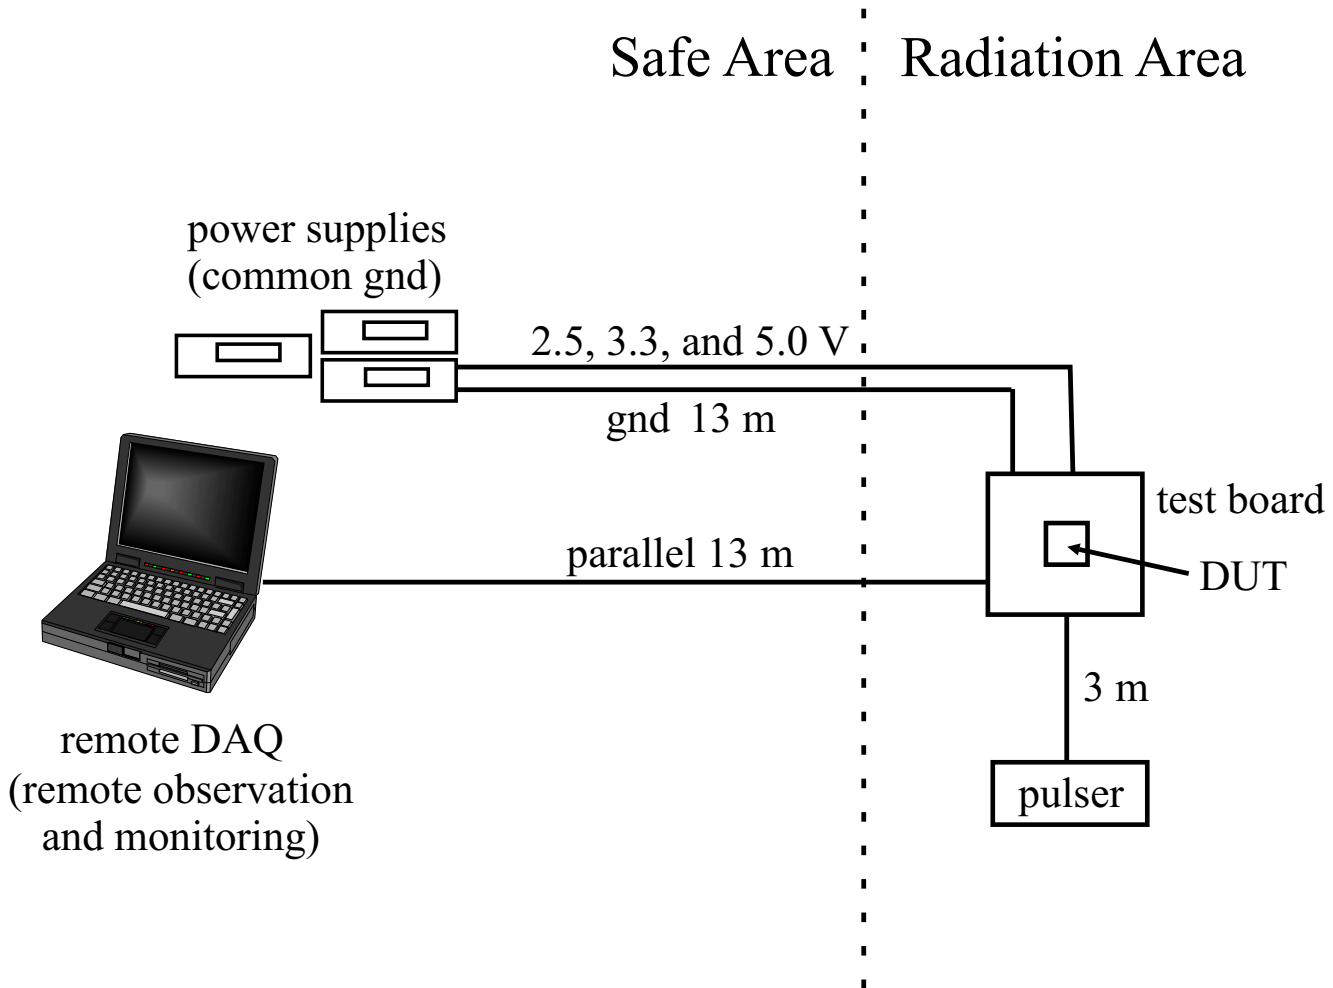 Safe Area
Radiation Area
power supplies
(common gnd)
2.5, 3.3, and 5.0 V
gnd 13 m
test board
parallel 13 m
DUT
3 m
remote DAQ
(remote observation
and monitoring)
pulser